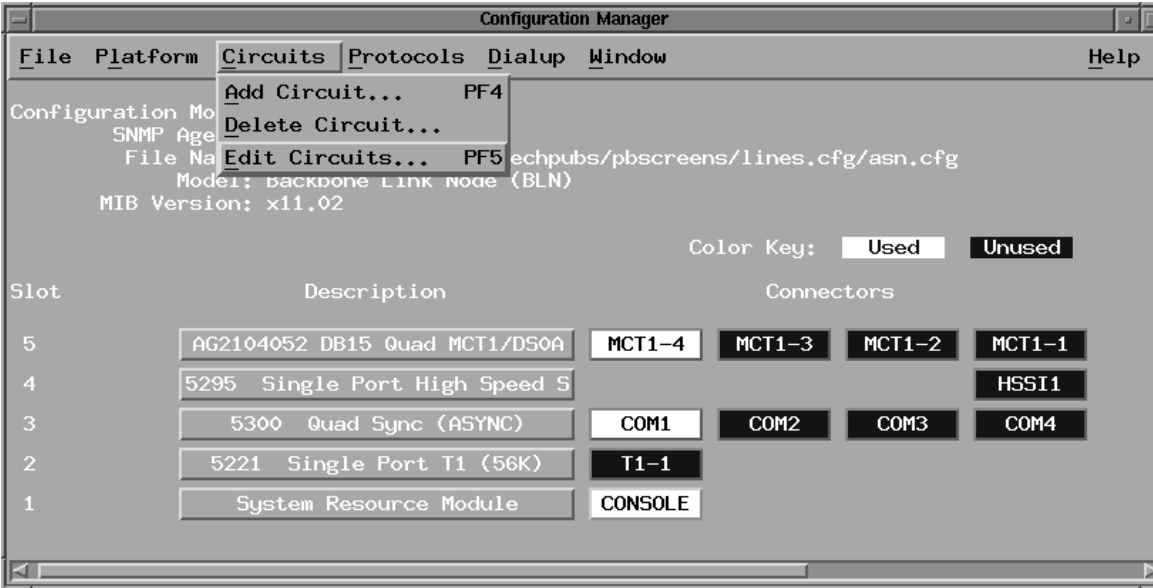 Configuration Manager
File Platform Circuits Protocols Dialup Window Help
Add Circuit... PF4
Delete Circuit...
Edit Circuits... PF5
Configuration Mo
SNMP Age
File Na echpubs/pbscreens/lines.cfg/asn.cfg
Model: Backbone Link Node (BLN)
MIB Version: x11.02
Color Key: Used Unused
Slot Description Connectors
5 AG2104052 DB15 Quad MCT1/DS0A MCT1-4 MCT1-3 MCT1-2 MCT1-1
4 5295 Single Port High Speed S HSSI1
3 5300 Quad Sync (ASYNC) COM1 COM2 COM3 COM4
2 5221 Single Port T1 (56K) T1-1
1 System Resource Module CONSOLE